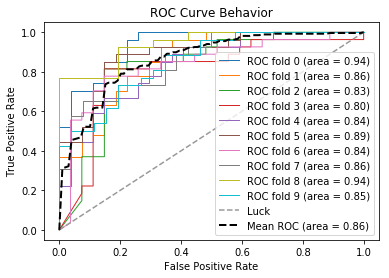 ROC Curve Behavior
True Positive Rate
1.0
0.8
0.6
0.4
0.2
0.0
ROC fold 0 (area = 0.94)
ROC fold 1 (area = 0.86)
ROC fold 2 (area = 0.83)
ROC fold 3 (area = 0.80)
ROC fold 4 (area = 0.84)
ROC fold 5 (area = 0.89)
ROC fold 6 (area = 0.84)
ROC fold 7 (area = 0.86)
ROC fold 8 (area = 0.94)
ROC fold 9 (area = 0.85)
Luck
Mean ROC (area = 0.86)
0.0 0.2 0.4 0.6 0.8 1.0
False Positive Rate